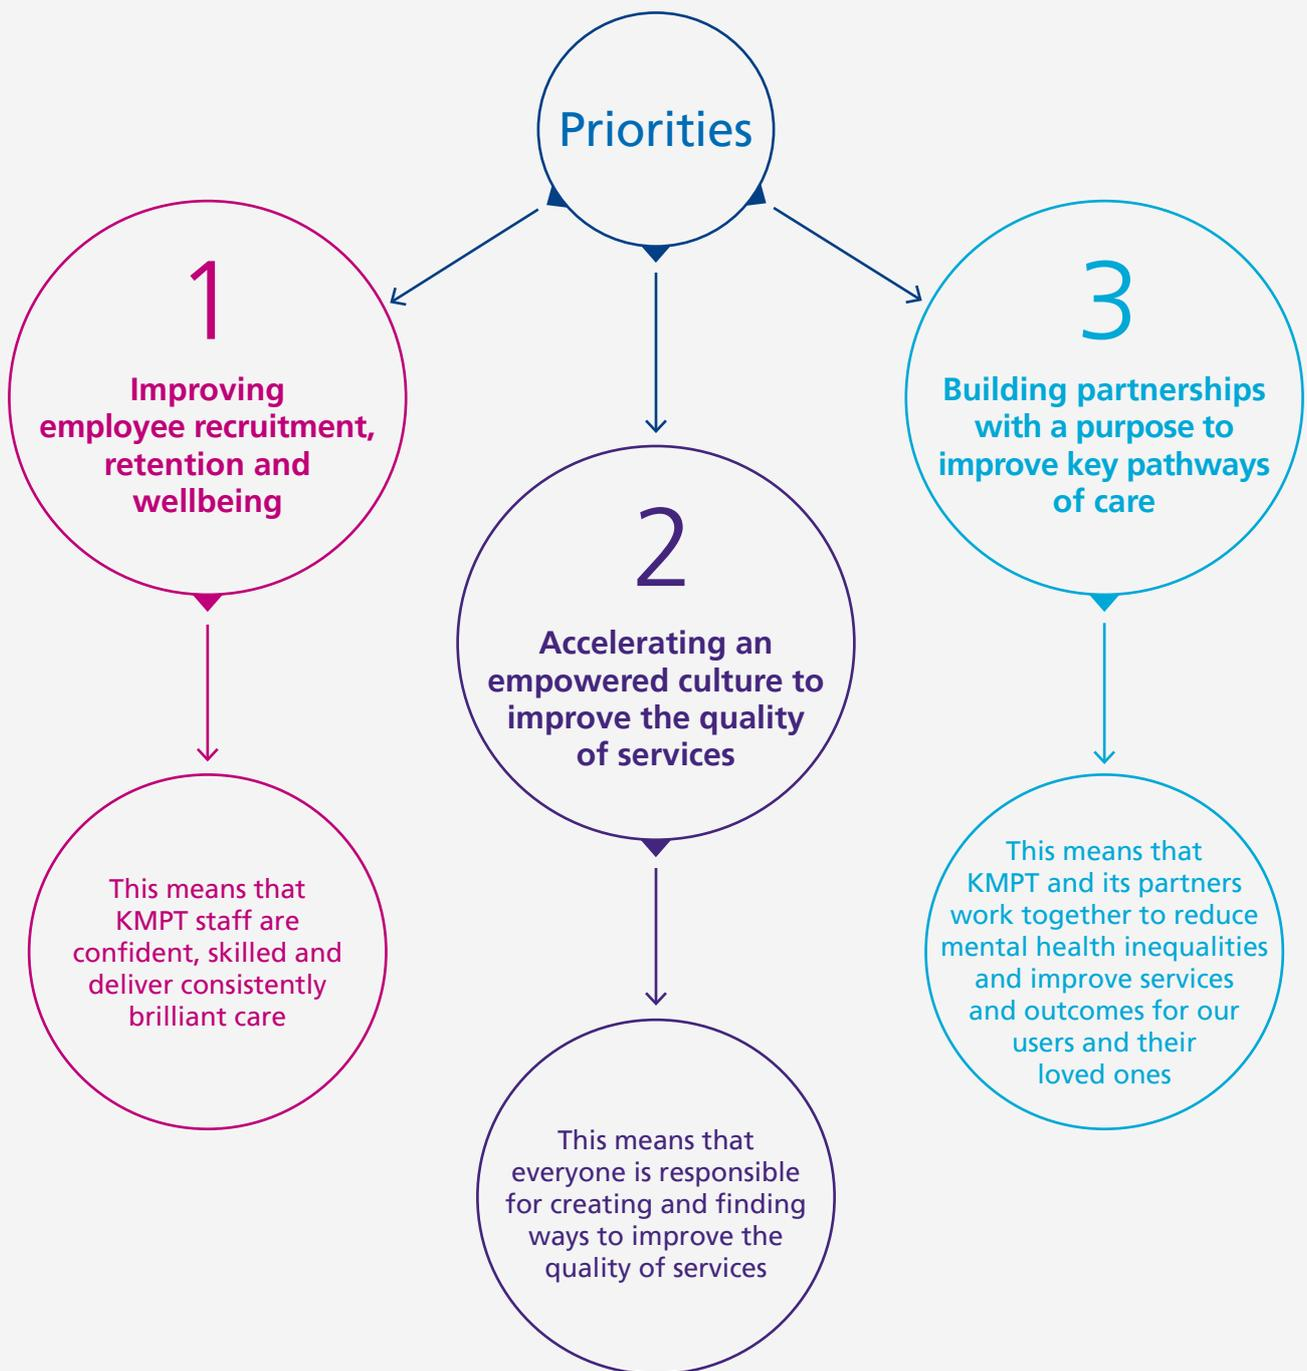 Priorities
1
Improving
employee recruitment,
retention and
wellbeing
This means that
KMPT staff are
confident, skilled and
deliver consistently
brilliant care
2
Accelerating an
empowered culture to
improve the quality
of services
This means that
everyone is responsible
for creating and finding
ways to improve the
quality of services
3
Building partnerships
with a purpose to
improve key pathways
of care
This means that
KMPT and its partners
work together to reduce
mental health inequalities
and improve services
and outcomes for our
users and their
loved ones